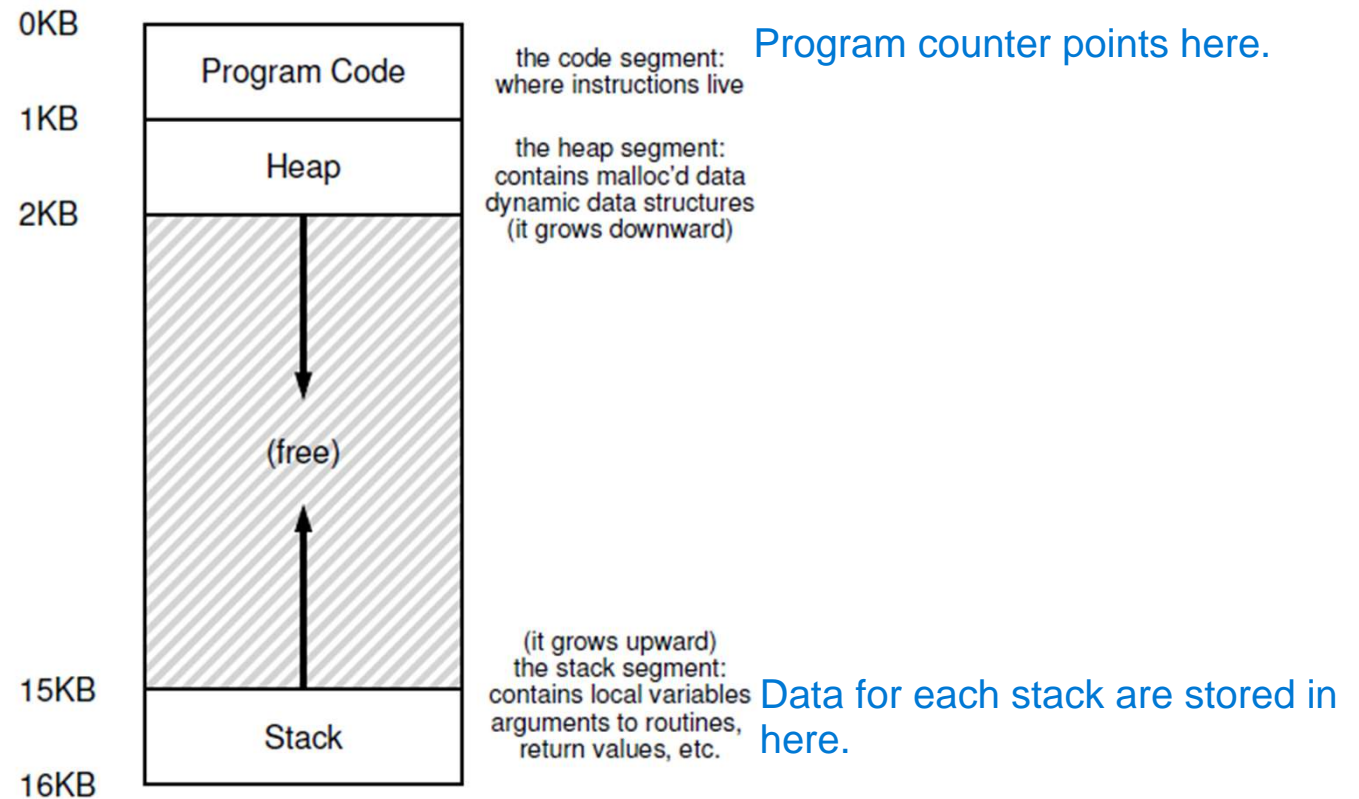 0KB
Program Code
the code segment:
where instructions live
Program counter points here.
1KB
Heap
the heap segment:
contains malloc'd data
dynamic data structures
(it grows downward)
2KB
(free)
(it grows upward)
the stack segment:
contains local variables
arguments to routines,
return values, etc.
Data for each stack are stored in
here.
15KB
Stack
16KB